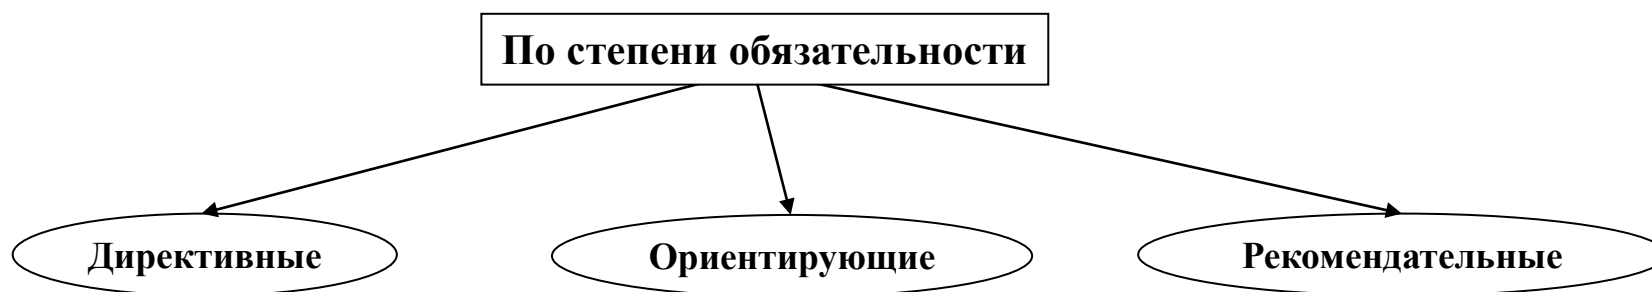 По степени обязательности
Директивные
Ориентирующие
Рекомендательные